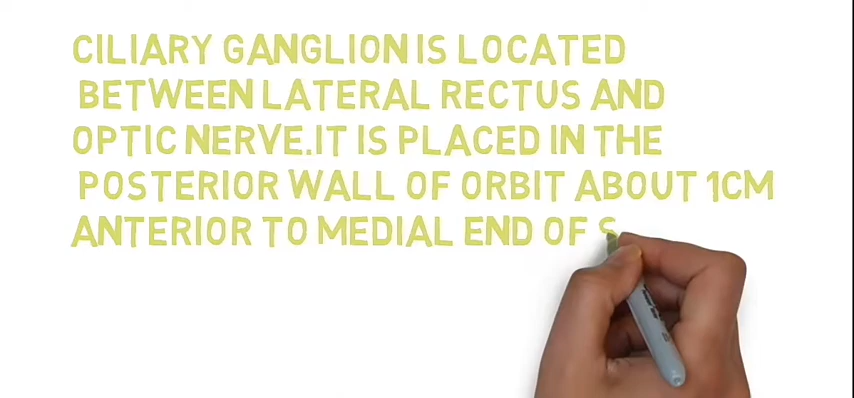 CILIARY GANGLION IS LOCATED
BETWEEN LATERAL RECTUS AND
OPTIC NERVE.IT IS PLACED IN THE
POSTERIOR WALL OF ORBIT ABOUT 1CM
ANTERIOR TO MEDIAL END OF S